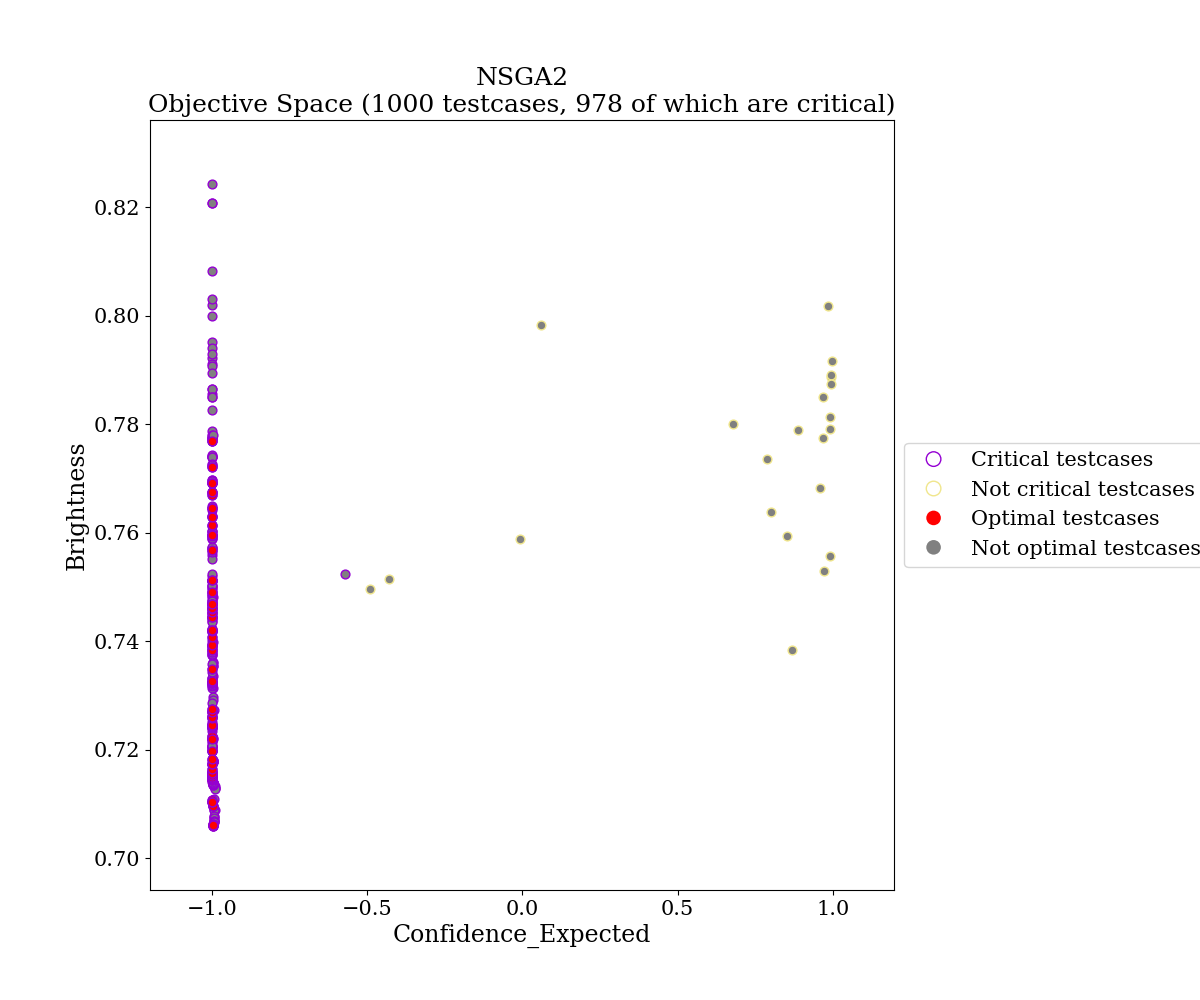 NSGA2
Objective Space (1000 testcases, 978 of which are critical)
0.82
0.80
0.78
0.76
0.74
0.72
0.70
Brightness
−1.0 −0.5 0.0 0.5 1.0
Confidence_Expected
Critical testcases
Not critical testcases
Optimal testcases
Not optimal testcases